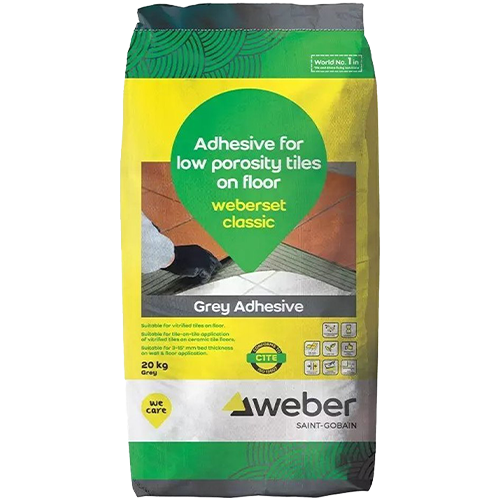 World No. 1 in
Adhesive for
low porosity tiles
on floor
weberset
classic
Grey Adhesive
Suitable for vitrified tiles on floor.
Suitable for tile-on-tile application
of vitrified tiles on ceramic tile floors.
Suitable for 3-15* mm bed thickness
on wall & floor application.
20 kg
Grey
C1TE
we
care
weber
SAINT-GOBAIN